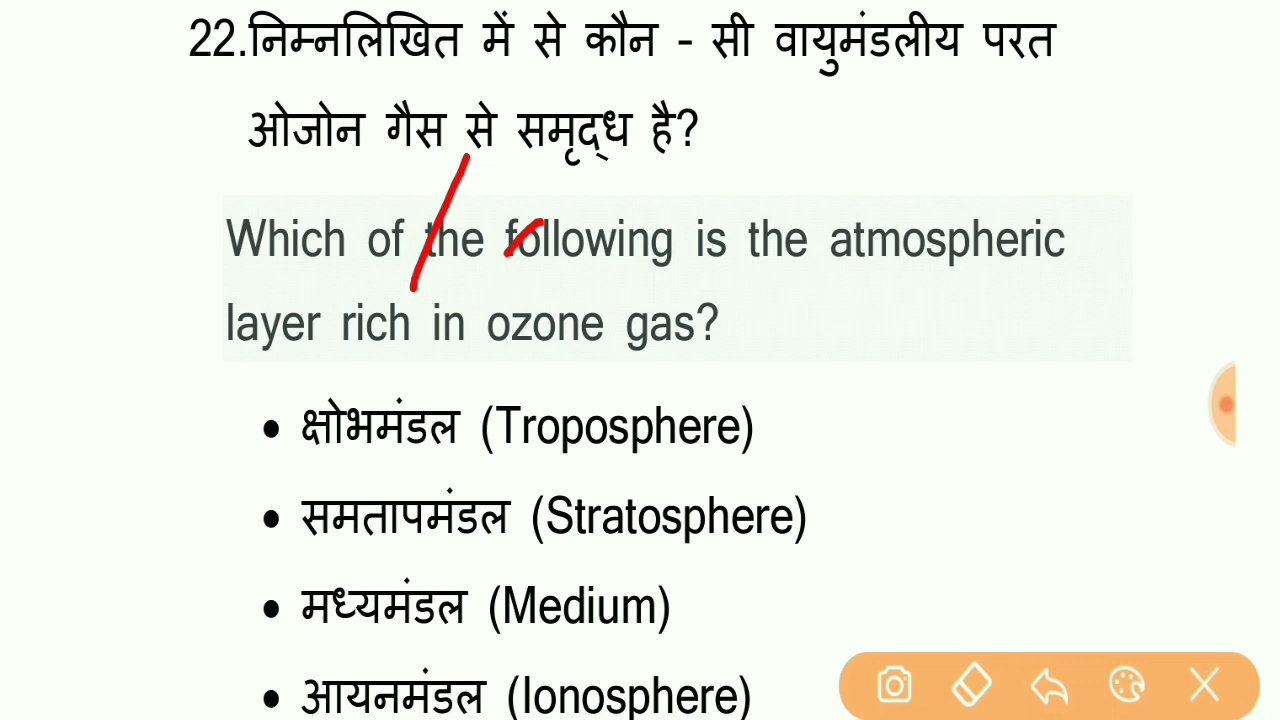 22.निम्नलिखित में से कौन - सी वायुमंडलीय परत
ओजोन गैस से समृद्ध है?
Which of the following is the atmospheric
layer rich in ozone gas?
• क्षोभमंडल (Troposphere)
• समतापमंडल (Stratosphere)
• मध्यमंडल (Medium)
• आयनमंडल (Ionosphere)